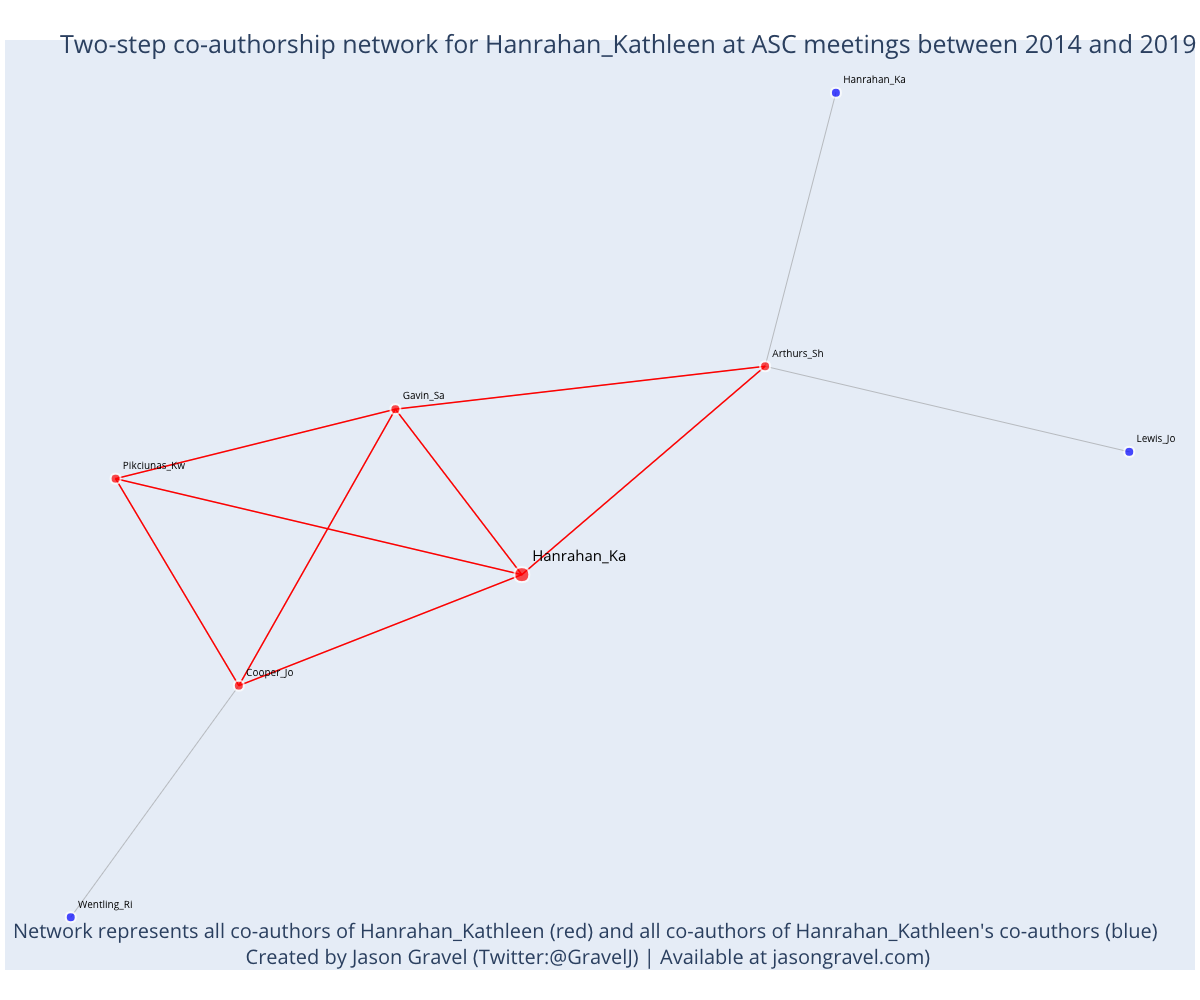 Two-step co-authorship network for Hanrahan_Kathleen at ASC meetings between 2014 and 2019
Hanrahan_Ka
Arthurs_Sh
Gavin_Sa
Lewis_Jo
Pikciunas_Kw
Hanrahan_Ka
Cooper_Jo
Wentling_Ri
Network represents all co-authors of Hanrahan_Kathleen (red) and all co-authors of Hanrahan_Kathleen's co-authors (blue)
Created by Jason Gravel (Twitter:@GravelJ) | Available at jasongravel.com)